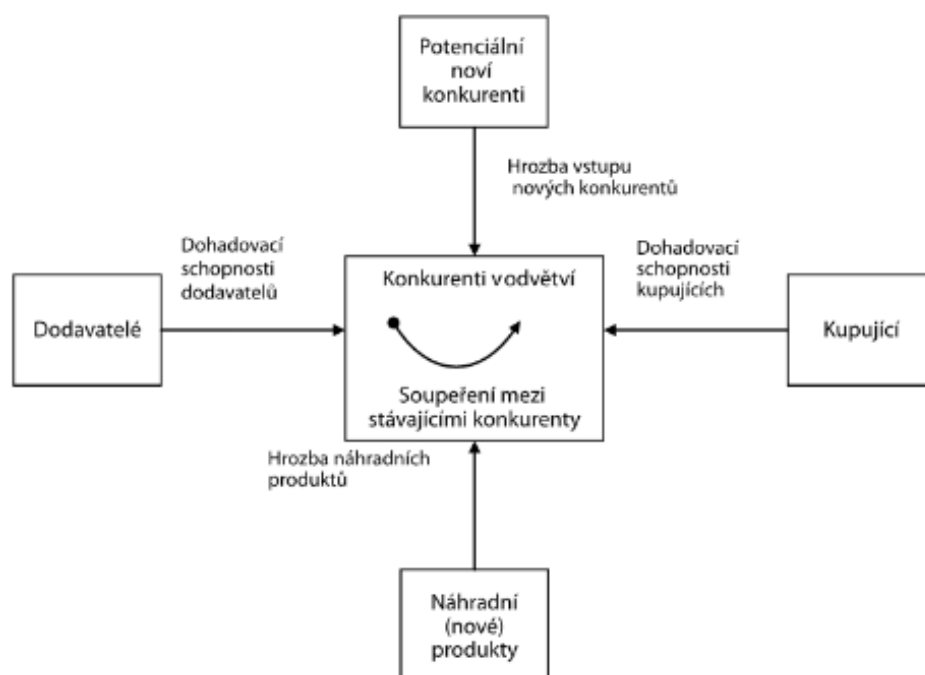 Potenciální
noví
konkurenti
Hrozba vstupu
nových konkurentů
Dohadovací
schopnosti
dodavatelů
Dohadovací
schopnosti
kupujících
Dodavatelé
Konkurenti v odvětví
Kupující
Soupeření mezi
stávajícími konkurenty
Hrozba náhradních
produktů
Náhradní
(nové)
produkty